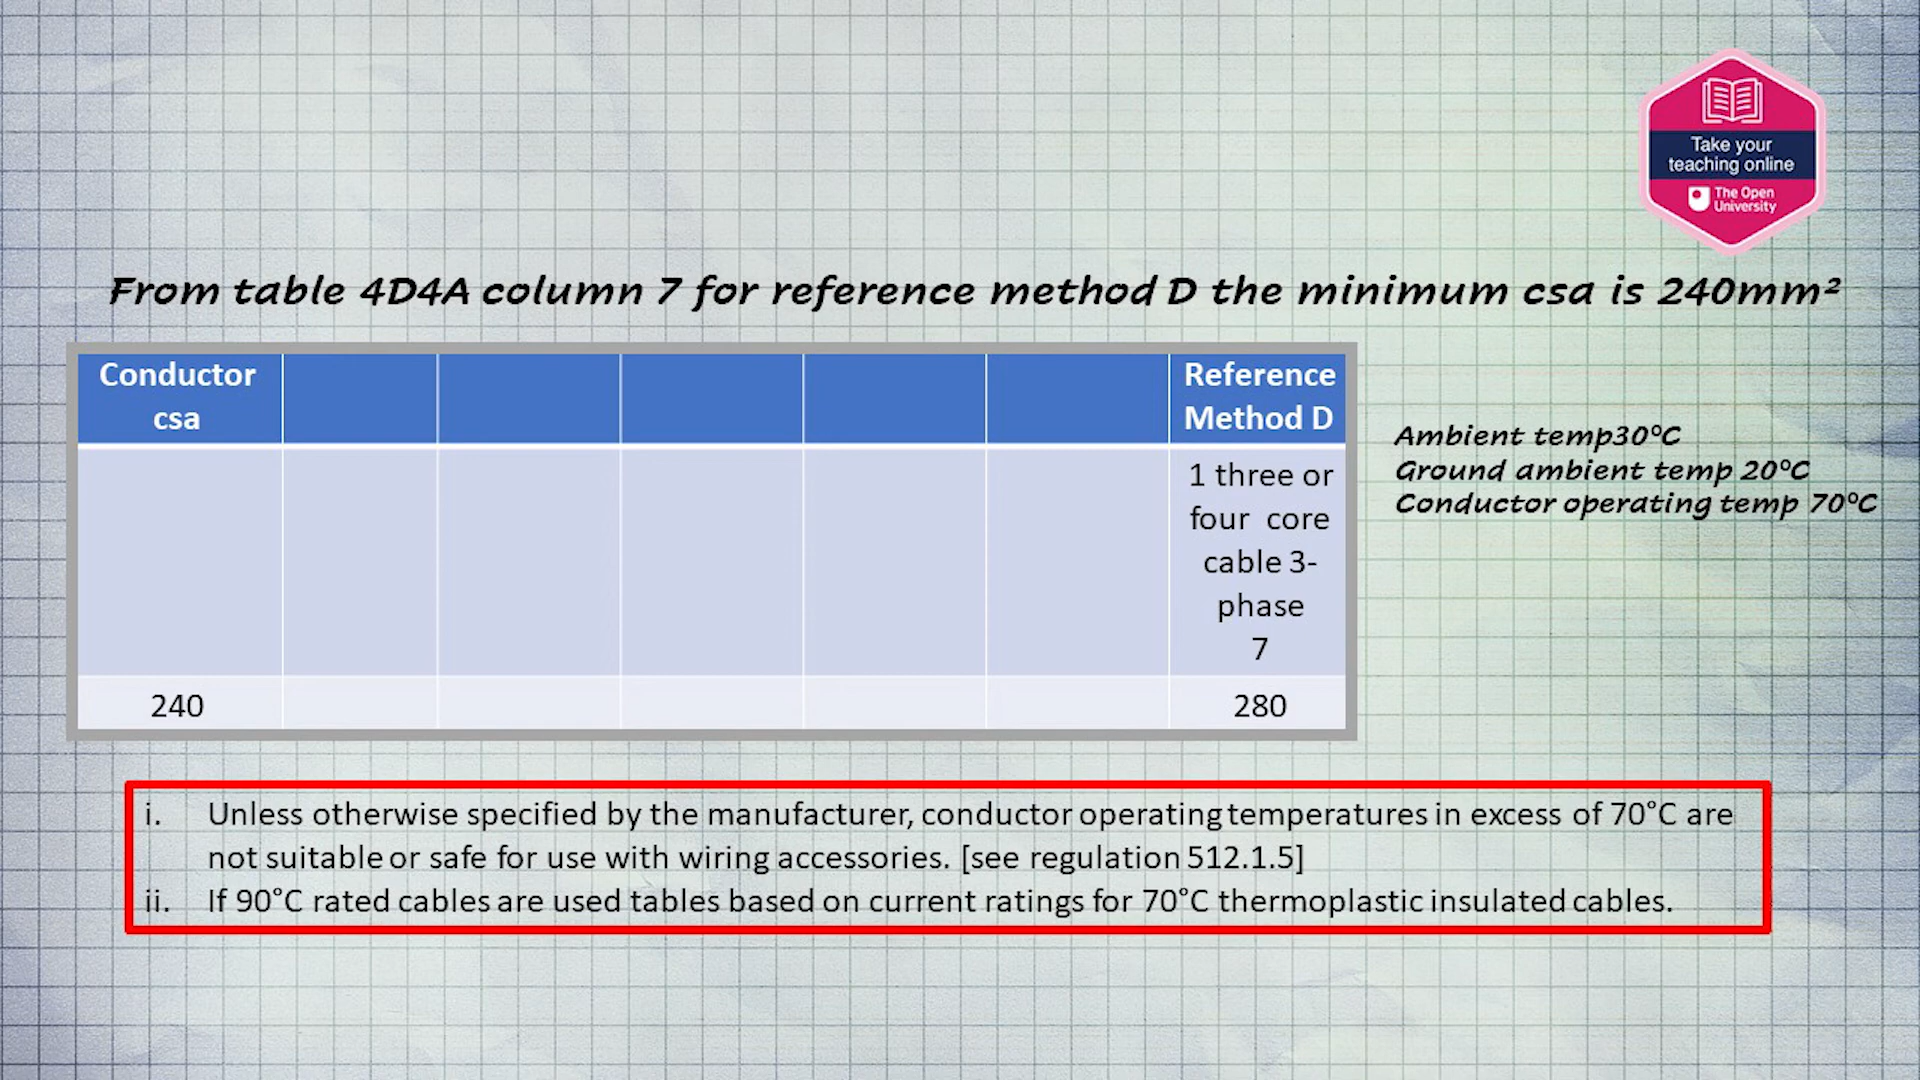 Take your
teaching online
The Open
University
From table 4D4A column 7 for reference method D the minimum csa is 240mm²
Conductor
csa
Reference
Method D
1 three or
four core
cable 3-
phase
7
240
280
Ambient temp30°C
Ground ambient temp 20°C
Conductor operating temp 70°C
i. Unless otherwise specified by the manufacturer, conductor operating temperatures in excess of 70°C are
not suitable or safe for use with wiring accessories. [see regulation 512.1.5]
ii. If 90°C rated cables are used tables based on current ratings for 70°C thermoplastic insulated cables.